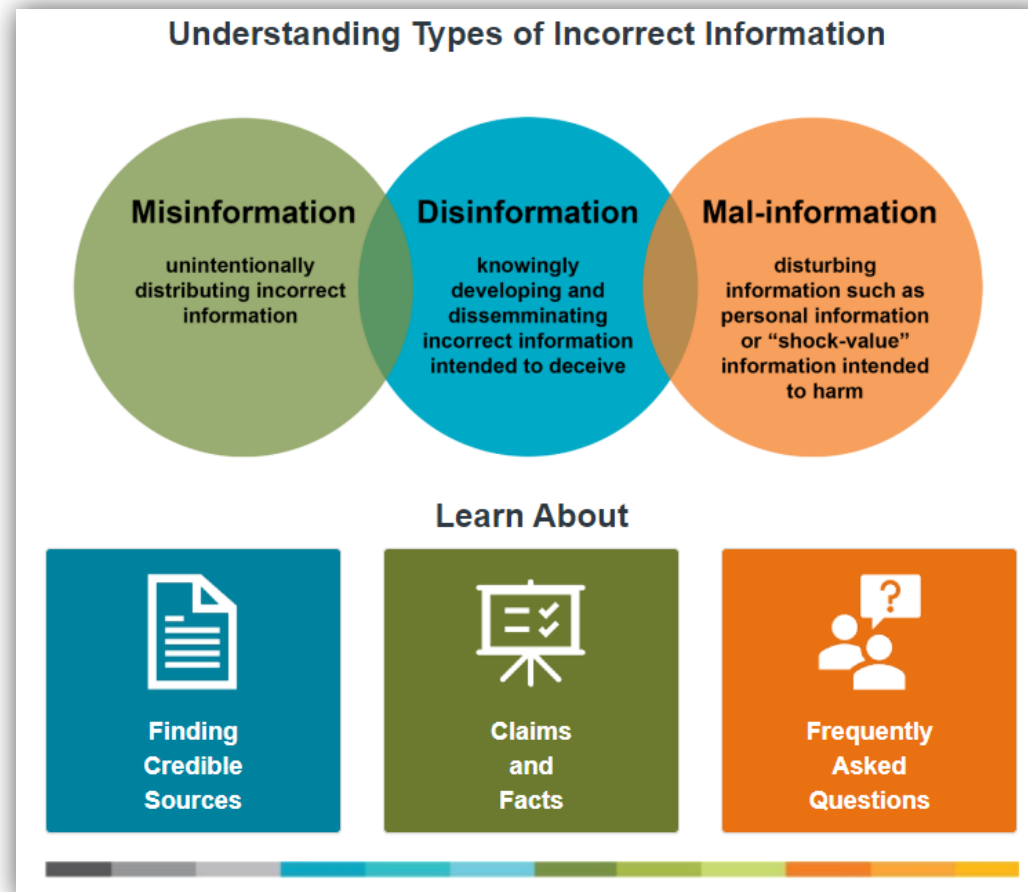 Understanding Types of Incorrect Information
Misinformation
unintentionally
distributing incorrect
information
Disinformation
knowingly
developing and
dissemminating
incorrect information
intended to deceive
Mal-information
disturbing
information such as
personal information
or “shock-value”
information intended
to harm
Learn About
Finding
Credible
Sources
?
Claims
and
Facts
Frequently
Asked
Questions